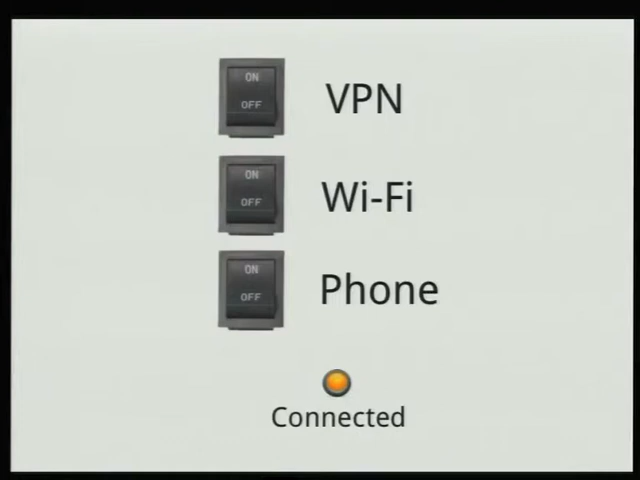 ON
OFF
VPN
ON
OFF
Wi-Fi
ON
OFF
Phone
Connected